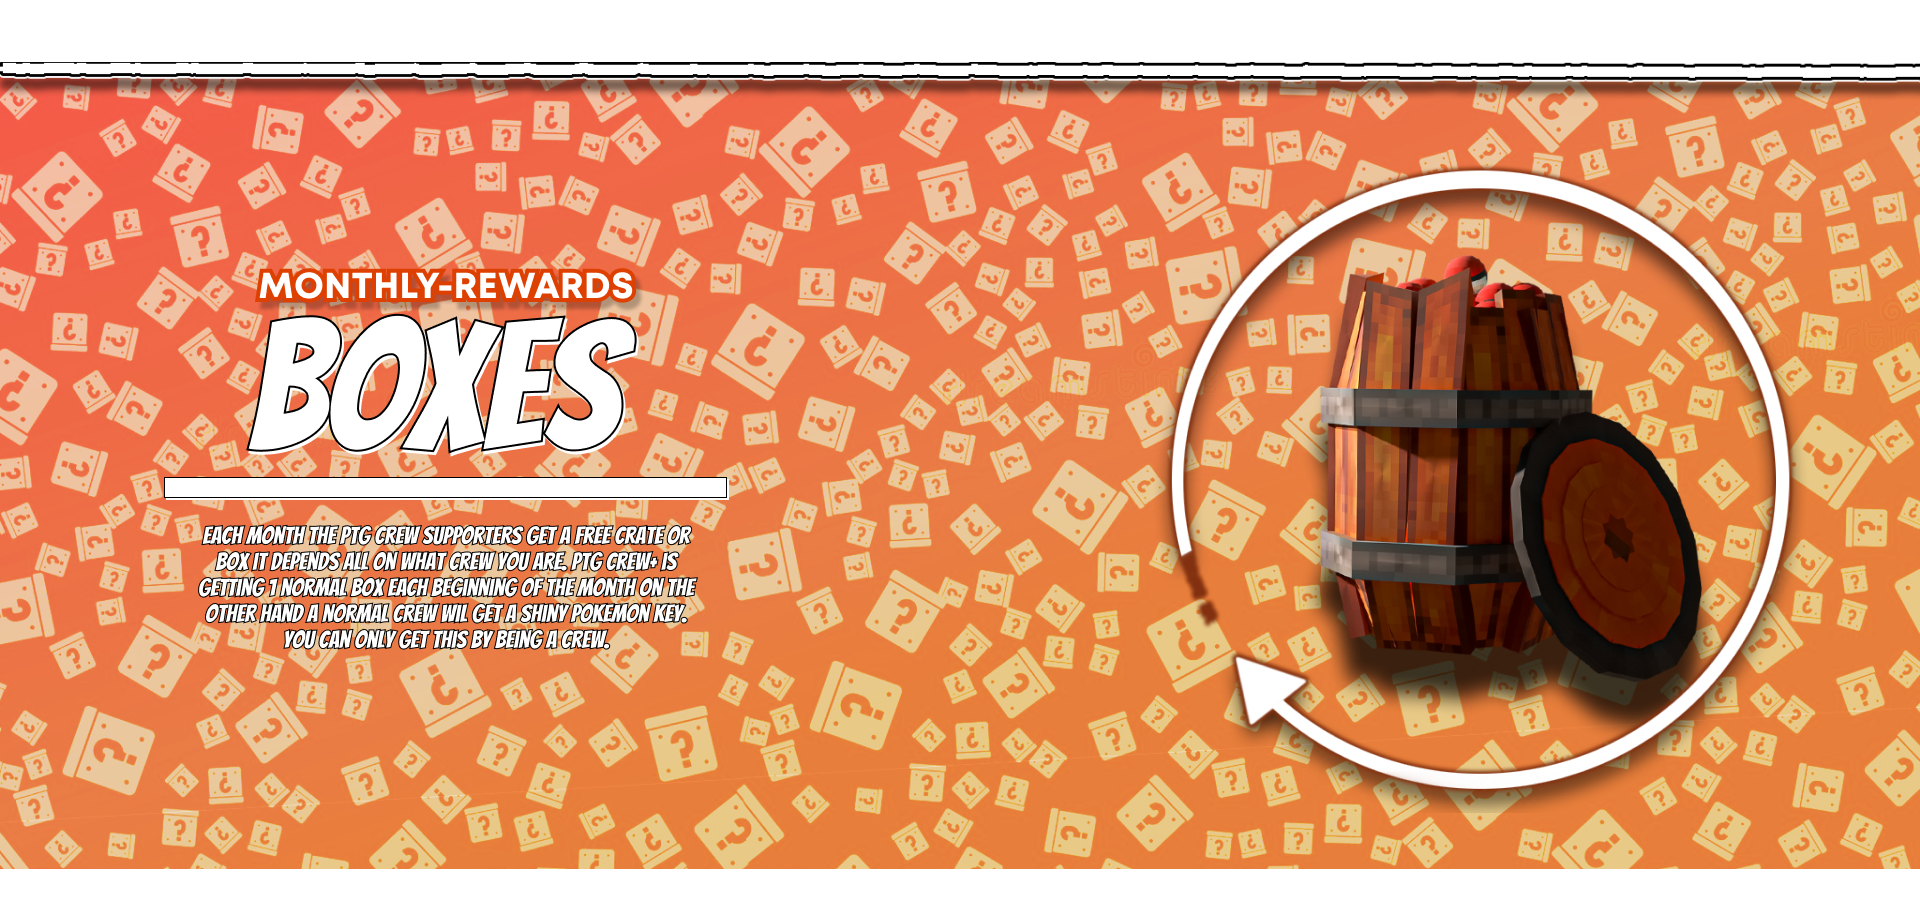 MONTHLY-REWARDS
BOXES
EACH MONTH THE PTG CREW SUPPORTERS GET A FREE CRATE OR
BOX IT DEPENDS ALL ON WHAT CREW YOU ARE. PTG CREW+ IS
GETTING 1 NORMAL BOX EACH BEGINNING OF THE MONTH ON THE
OTHER HAND A NORMAL CREW WIL GET A SHINY POKEMON KEY.
YOU CAN ONLY GET THIS BY BEING A CREW.